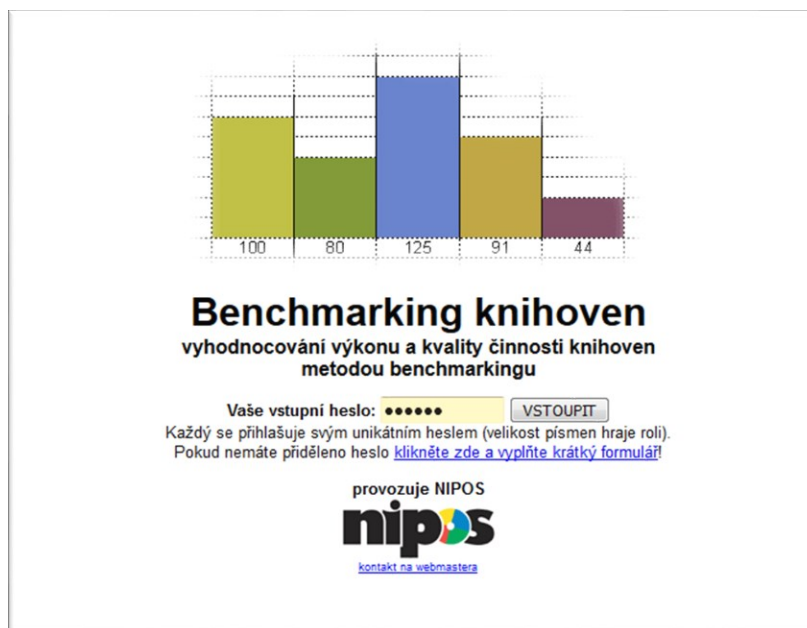 100 80 125 91 44
Benchmarking knihoven
vyhodnocování výkonu a kvality činnosti knihoven
metodou benchmarkingu
Vaše vstupní heslo: ●●●●●● VSTOUPIT
Každý se přihlašuje svým unikátním heslem (velikost písmen hraje roli).
Pokud nemáte přiděleno heslo klikněte zde a vyplňte krátký formulář!
provozuje NIPOS
nipos
kontakt na webmastera